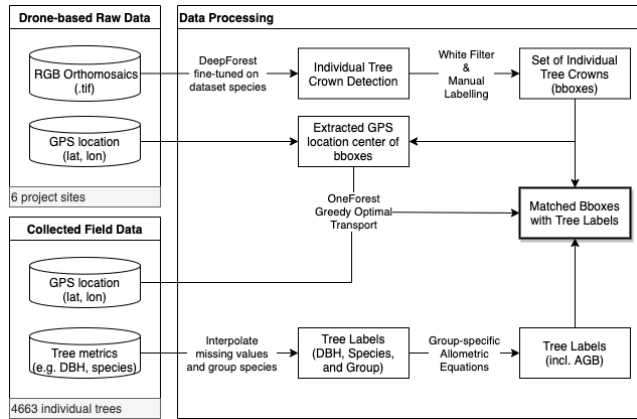 Drone-based Raw Data
RGB Orthomosaics
(.tif)
GPS location
(lat, lon)
6 project sites
Collected Field Data
GPS location
(lat, lon)
Tree metrics
(e.g. DBH, species)
4663 individual trees
Data Processing
DeepForest
fine-tuned on
dataset species
Individual Tree
Crown Detection
White Filter
&
Manual
Labelling
Set of Individual
Tree Crowns
(bboxes)
Extracted GPS
location center of
bboxes
OneForest
Greedy Optimal
Transport
Matched Bboxes
with Tree Labels
Interpolate
missing values
and group species
Tree Labels
(DBH, Species,
and Group)
Group-specific
Allometric
Equations
Tree Labels
(incl. AGB)